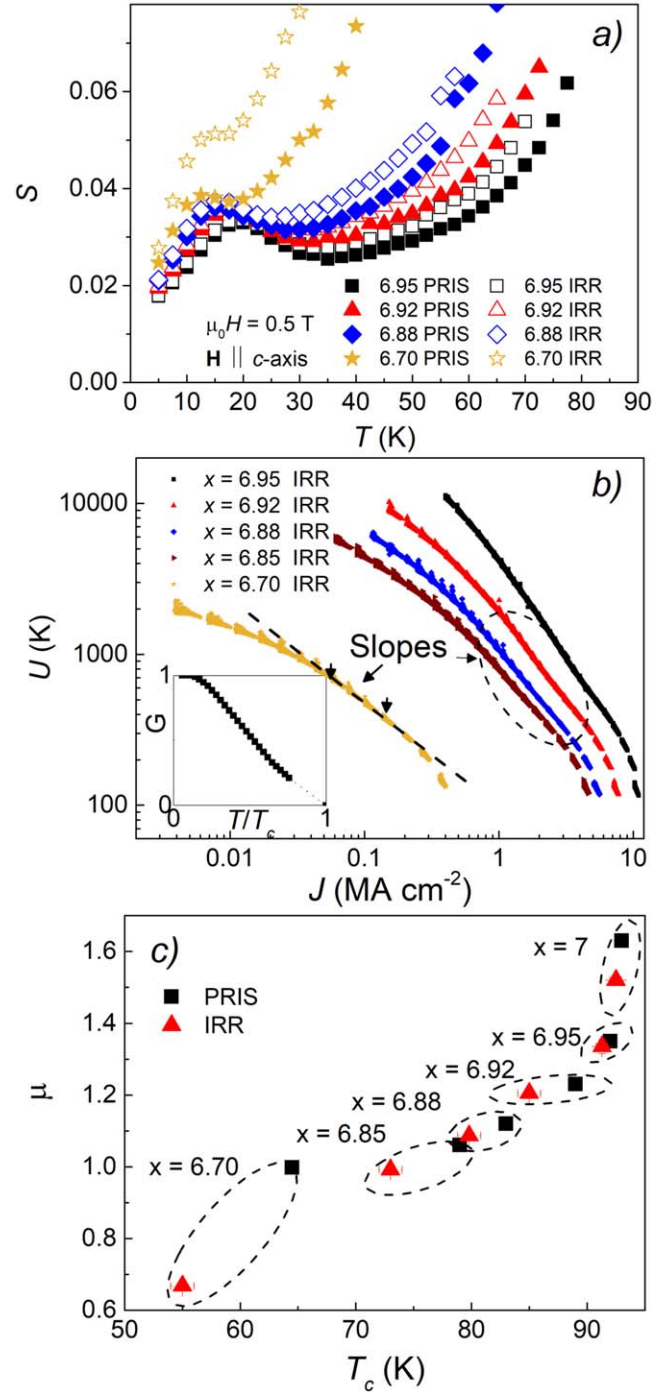 a)
S
0.06
0.04
0.02
0.00
μ₀H = 0.5 T
H || c-axis
6.95 PRIS 6.95 IRR
6.92 PRIS 6.92 IRR
6.88 PRIS 6.88 IRR
6.70 PRIS 6.70 IRR
0 10 20 30 40 50 60 70 80 90
T (K)
b)
x = 6.95 IRR
x = 6.92 IRR
x = 6.88 IRR
x = 6.85 IRR
x = 6.70 IRR
U (K)
10000
1000
100
Slopes
1
G
0
0 T/Tc 1
0.01 0.1 1 10
J (MA cm⁻²)
c)
PRIS
IRR
μ
1.6
1.4
1.2
1.0
0.8
0.6
x = 7
x = 6.95
x = 6.92
x = 6.88
x = 6.85
x = 6.70
50 60 70 80 90
Tc (K)